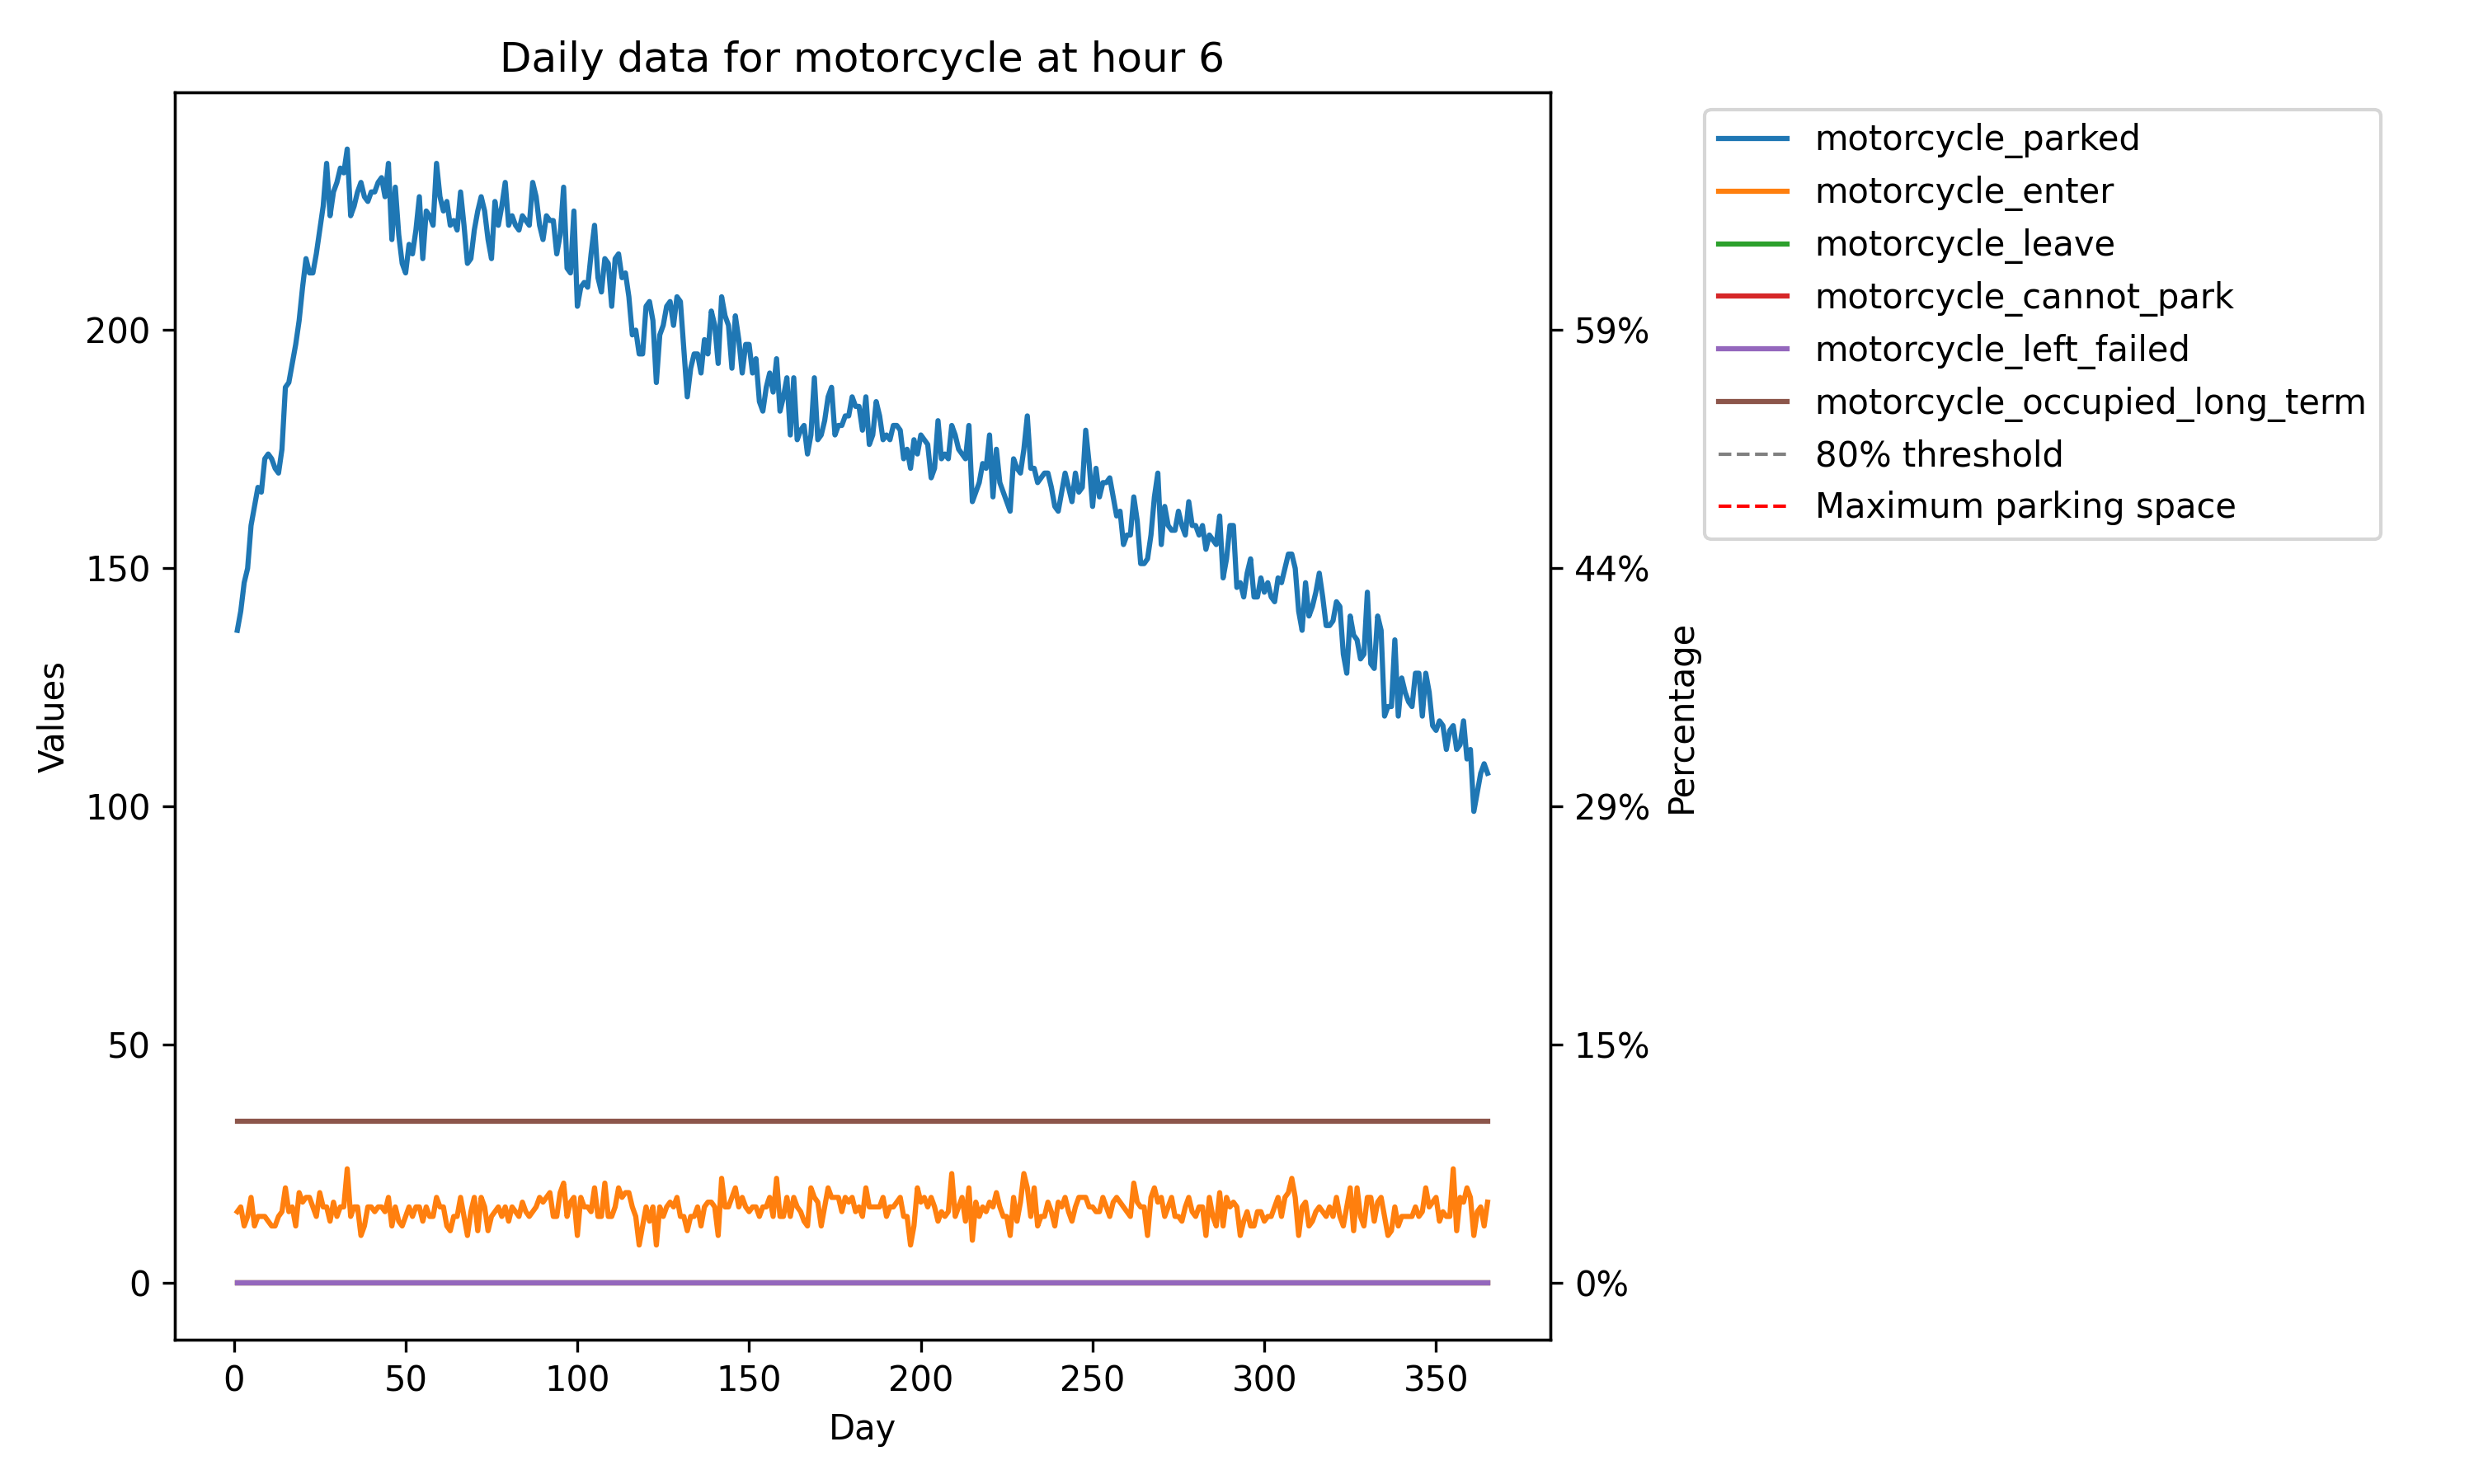 Daily data for motorcycle at hour 6
motorcycle_parked
motorcycle_enter
motorcycle_leave
motorcycle_cannot_park
motorcycle_left_failed
motorcycle_occupied_long_term
80% threshold
Maximum parking space
Values
200
150
100
50
0
59%
44%
29%
15%
0%
Percentage
0 50 100 150 200 250 300 350
Day